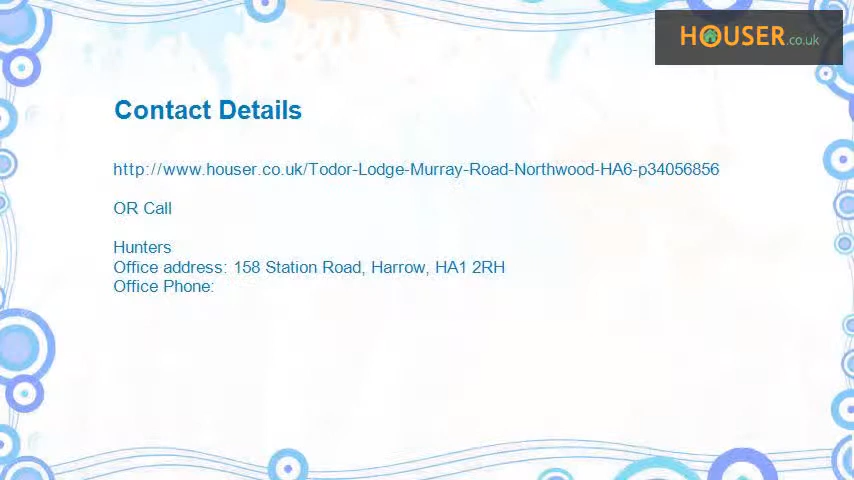 HOUSER.co.uk
Contact Details
http://www.houser.co.uk/Todor-Lodge-Murray-Road-Northwood-HA6-p34056856
OR Call
Hunters
Office address: 158 Station Road, Harrow, HA1 2RH
Office Phone: